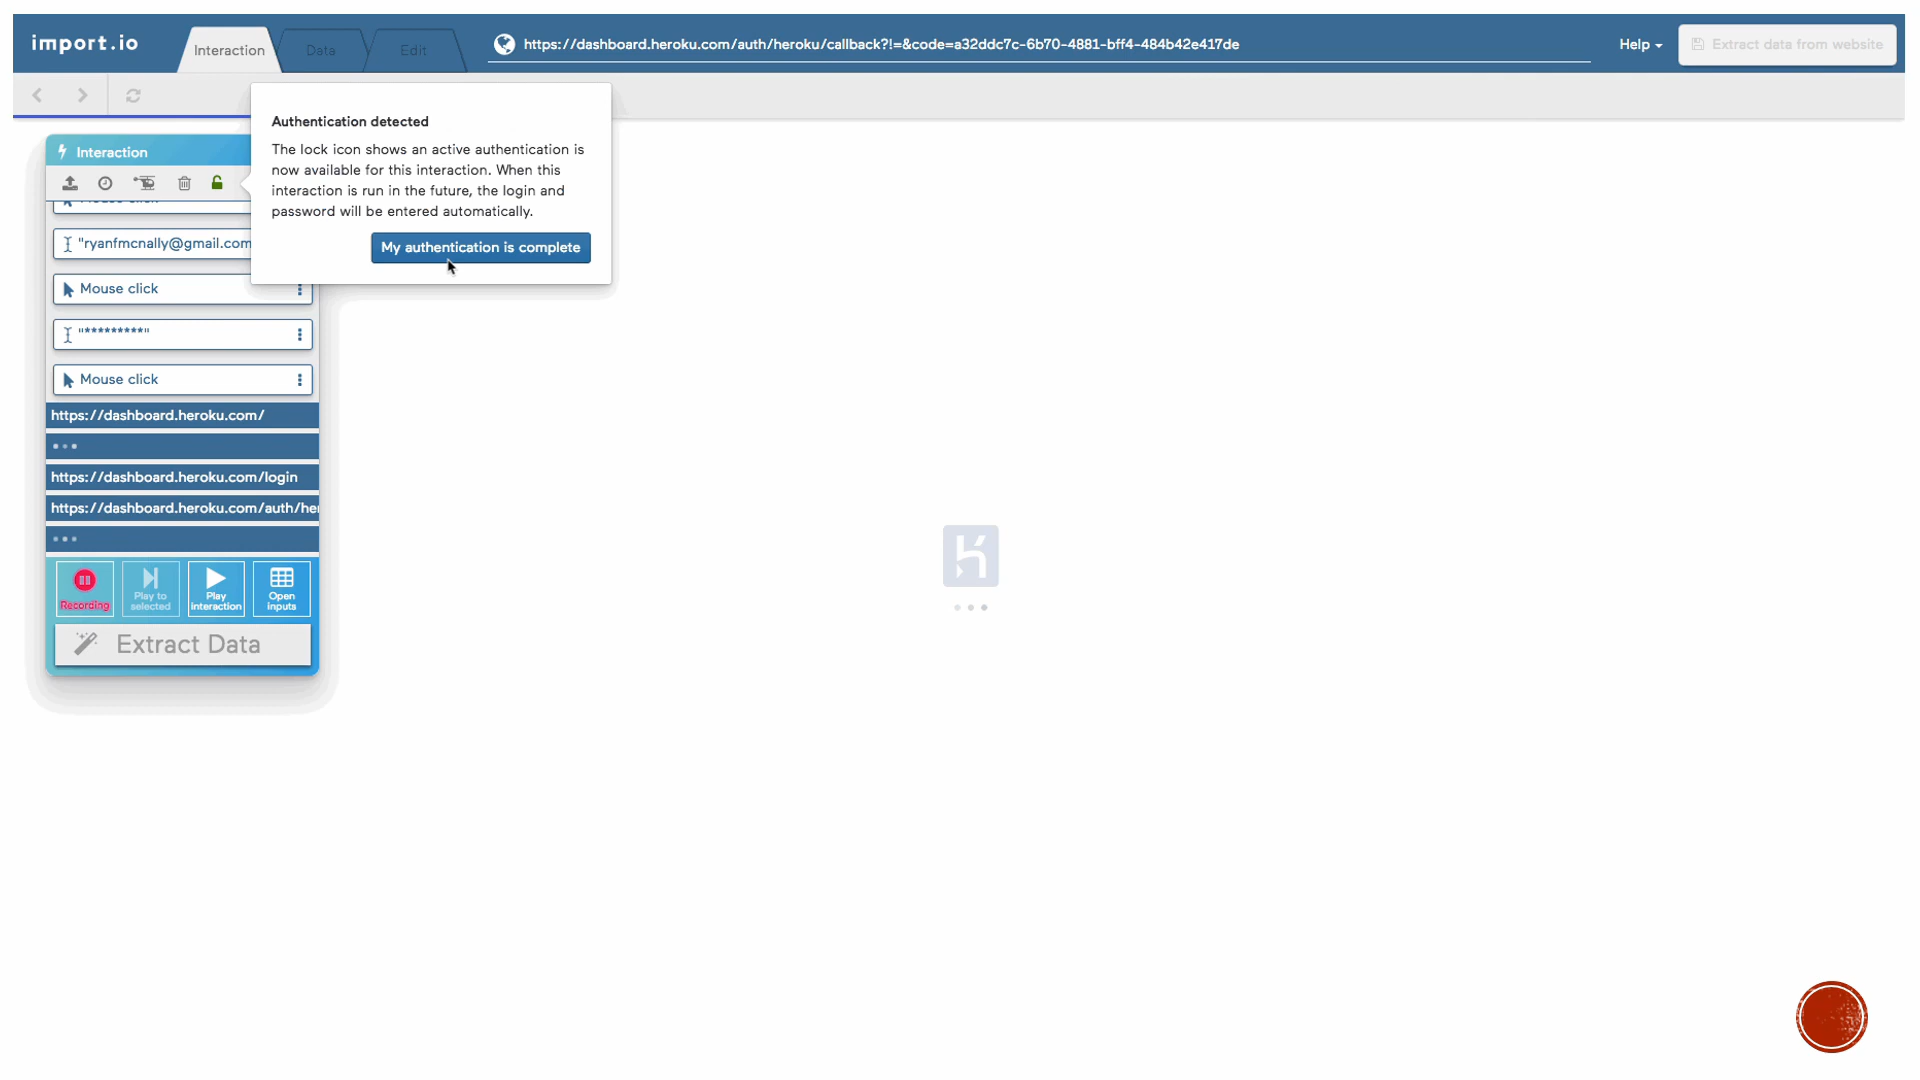 import.io
Interaction
Data
Edit
https://dashboard.heroku.com/auth/heroku/callback?!=&code=a32ddc7c-6b70-4881-bff4-484b42e417de
Help
Extract data from website
Authentication detected
The lock icon shows an active authentication is
now available for this interaction. When this
interaction is run in the future, the login and
password will be entered automatically.
My authentication is complete
Interaction
Mouse click
"ryanfmcnally@gmail.com
Mouse click
"*********"
Mouse click
https://dashboard.heroku.com/
https://dashboard.heroku.com/login
https://dashboard.heroku.com/auth/her
Recording
Play to
selected
Play
interaction
Open
inputs
Extract Data